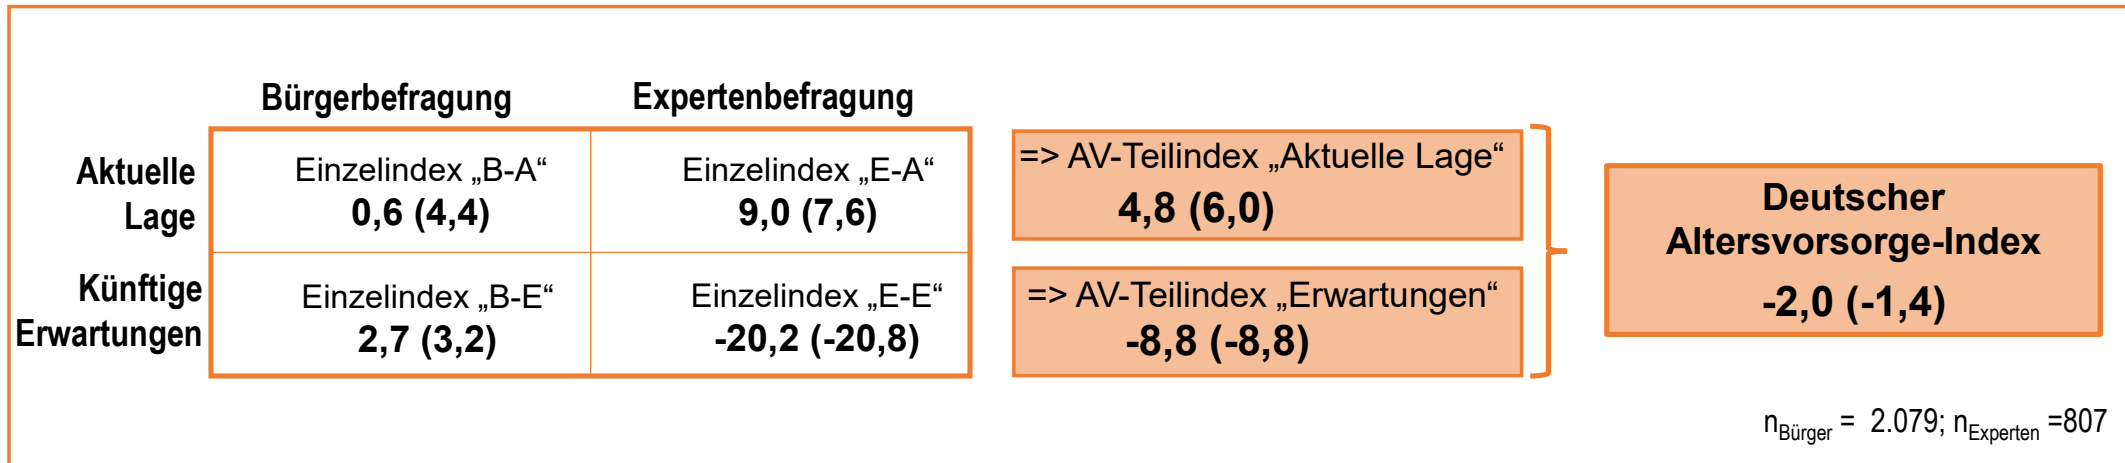 Bürgerbefragung
Expertenbefragung
Aktuelle
Lage
Einzelindex „B-A“
0,6 (4,4)
Einzelindex „E-A“
9,0 (7,6)
=> AV-Teilindex „Aktuelle Lage“
4,8 (6,0)
Künftige
Erwartungen
Einzelindex „B-E“
2,7 (3,2)
Einzelindex „E-E“
-20,2 (-20,8)
=> AV-Teilindex „Erwartungen“
-8,8 (-8,8)
Deutscher
Altersvorsorge-Index
-2,0 (-1,4)
nBürger = 2.079; nExperten =807